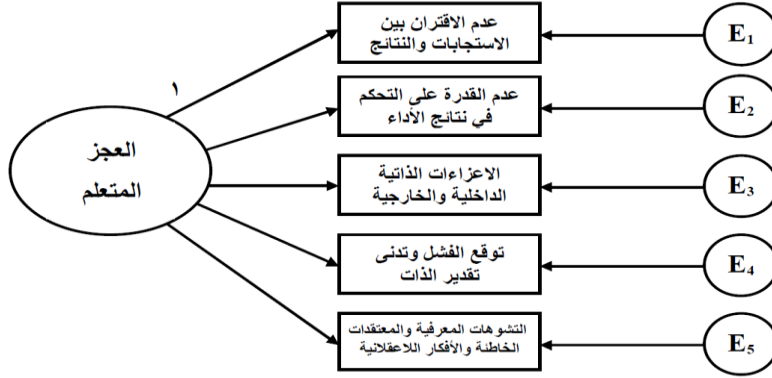 عدم الاقتران بين
الاستجابات والنتائج
E1
١
عدم القدرة على التحكم
في نتائج الأداء
E2
العجز
المتعلم
الاعزاءات الذاتية
الداخلية والخارجية
E3
توقع الفشل وتدنى
تقدير الذات
E4
التشوهات المعرفية والمعتقدات
الخاطئة والأفكار اللاعقلانية
E5